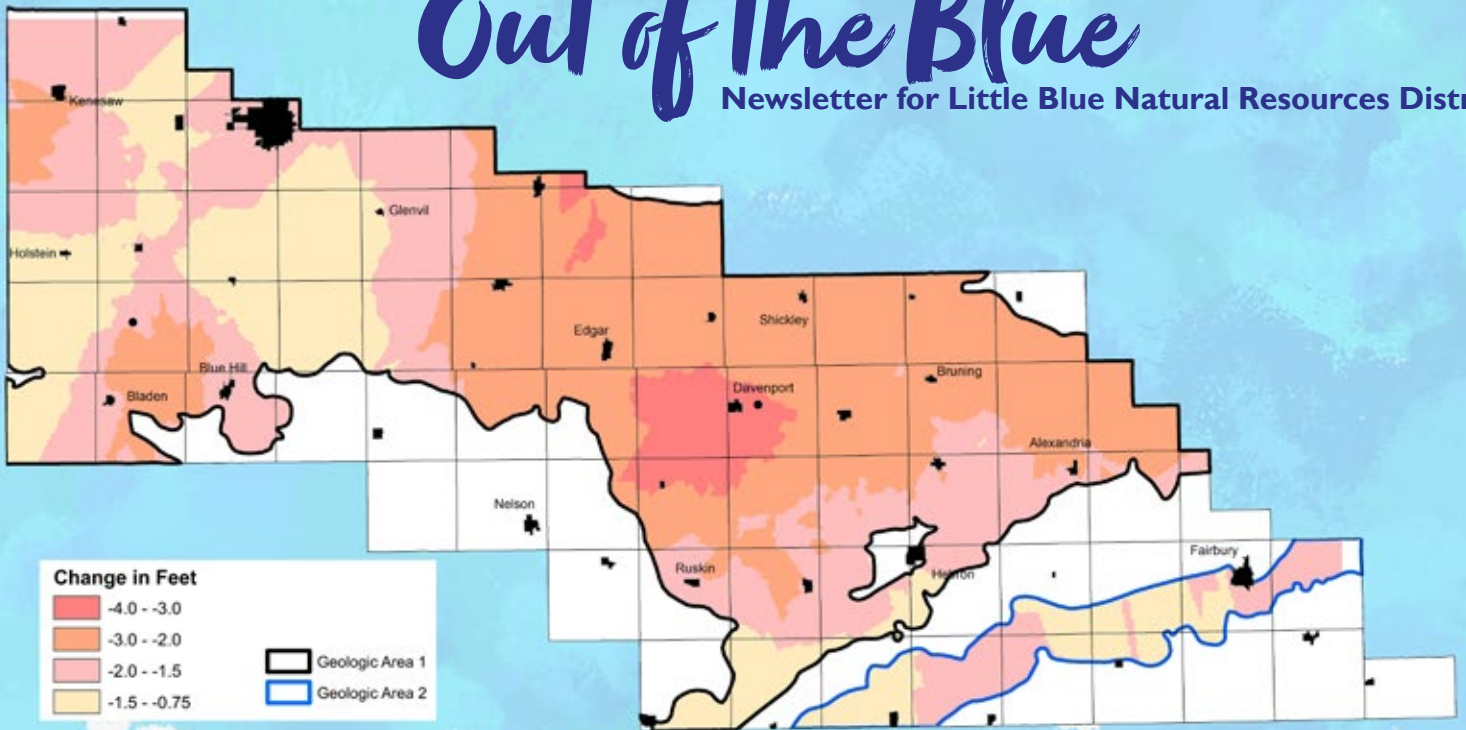 Out of the Blue
Newsletter for Little Blue Natural Resources Distr
Kenesaw
Glenvil
Holstein
Shickley
Edgar
Blue Hill
Bruning
Davenport
Bladen
Alexandria
Nelson
Fairbury
Ruskin
Hebron
Change in Feet
-4.0 - -3.0
-3.0 - -2.0
-2.0 - -1.5
-1.5 - -0.75
Geologic Area 1
Geologic Area 2